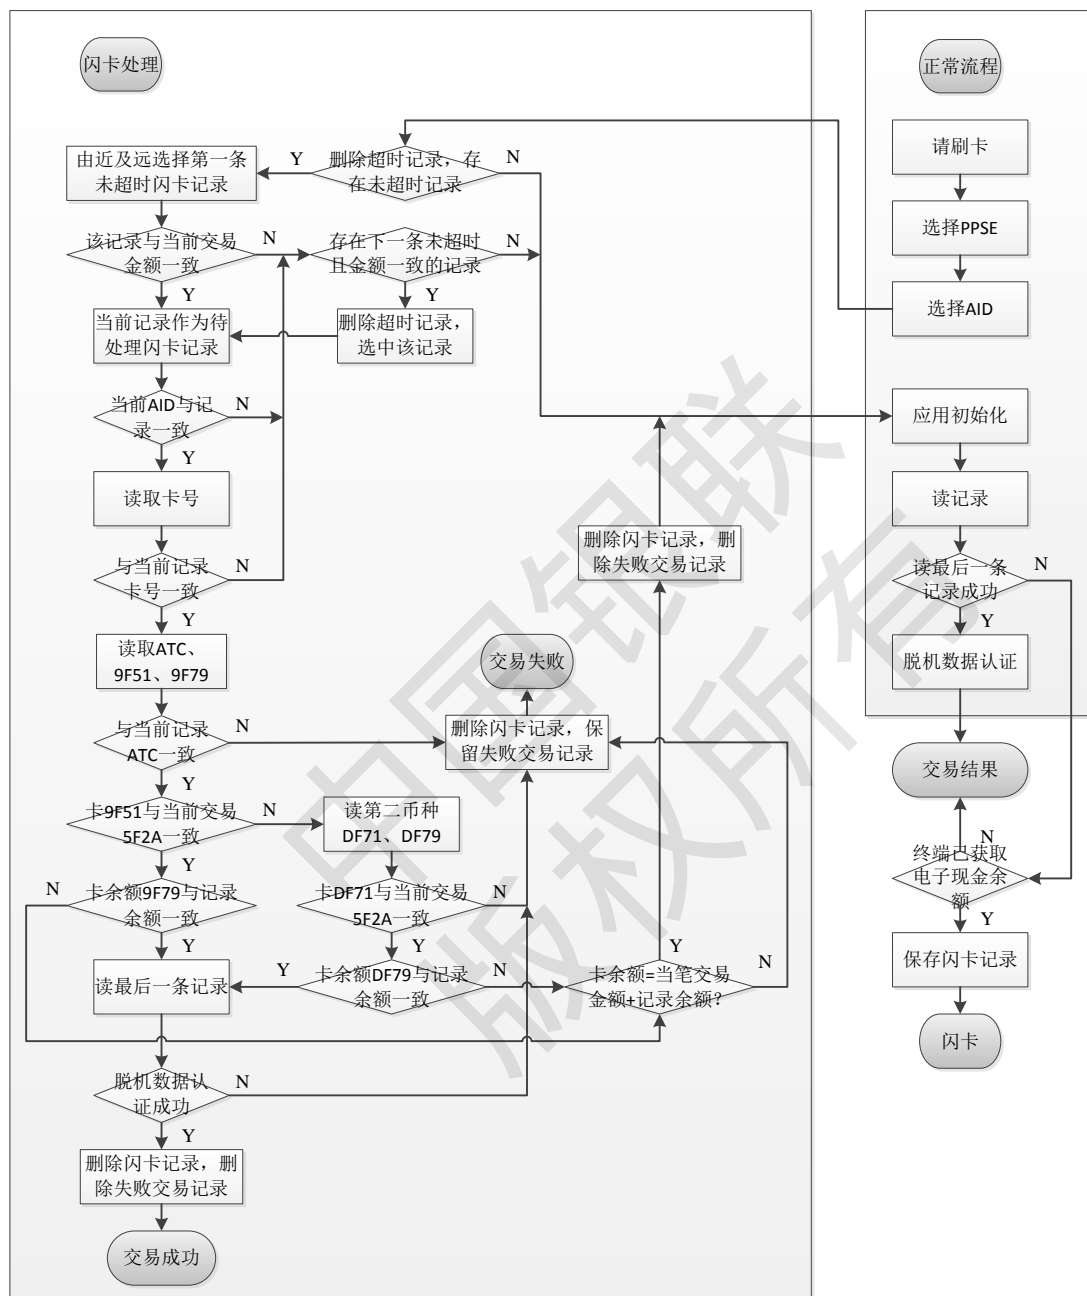 闪卡处理
由近及远选择第一条
未超时闪卡记录
Y
删除超时记录，存
在未超时记录
N
该记录与当前交易
金额一致
N
存在下一条未超时
且金额一致的记录
N
Y
Y
当前记录作为待
处理闪卡记录
删除超时记录，
选中该记录
当前AID与记
录一致
N
Y
读取卡号
与当前记录
卡号一致
N
Y
读取ATC、
9F51、9F79
与当前记录
ATC一致
N
Y
交易失败
删除闪卡记录，保
留失败交易记录
删除闪卡记录，删
除失败交易记录
卡9F51与当前交易
5F2A一致
N
读第二币种
DF71、DF79
Y
N
卡余额9F79与记录
余额一致
卡DF71与当前交易
5F2A一致
N
Y
Y
Y
N
读最后一条记录
Y
卡余额DF79与记录
余额一致
N
卡余额=当笔交易
金额+记录余额？
脱机数据认
证成功
N
Y
删除闪卡记录，删
除失败交易记录
交易成功
正常流程
请刷卡
选择PPSE
选择AID
应用初始化
读记录
读最后一条
记录成功
N
Y
脱机数据认证
交易结果
N
终端已获取
电子现金余
额
Y
保存闪卡记录
闪卡
中国银联
版权所有